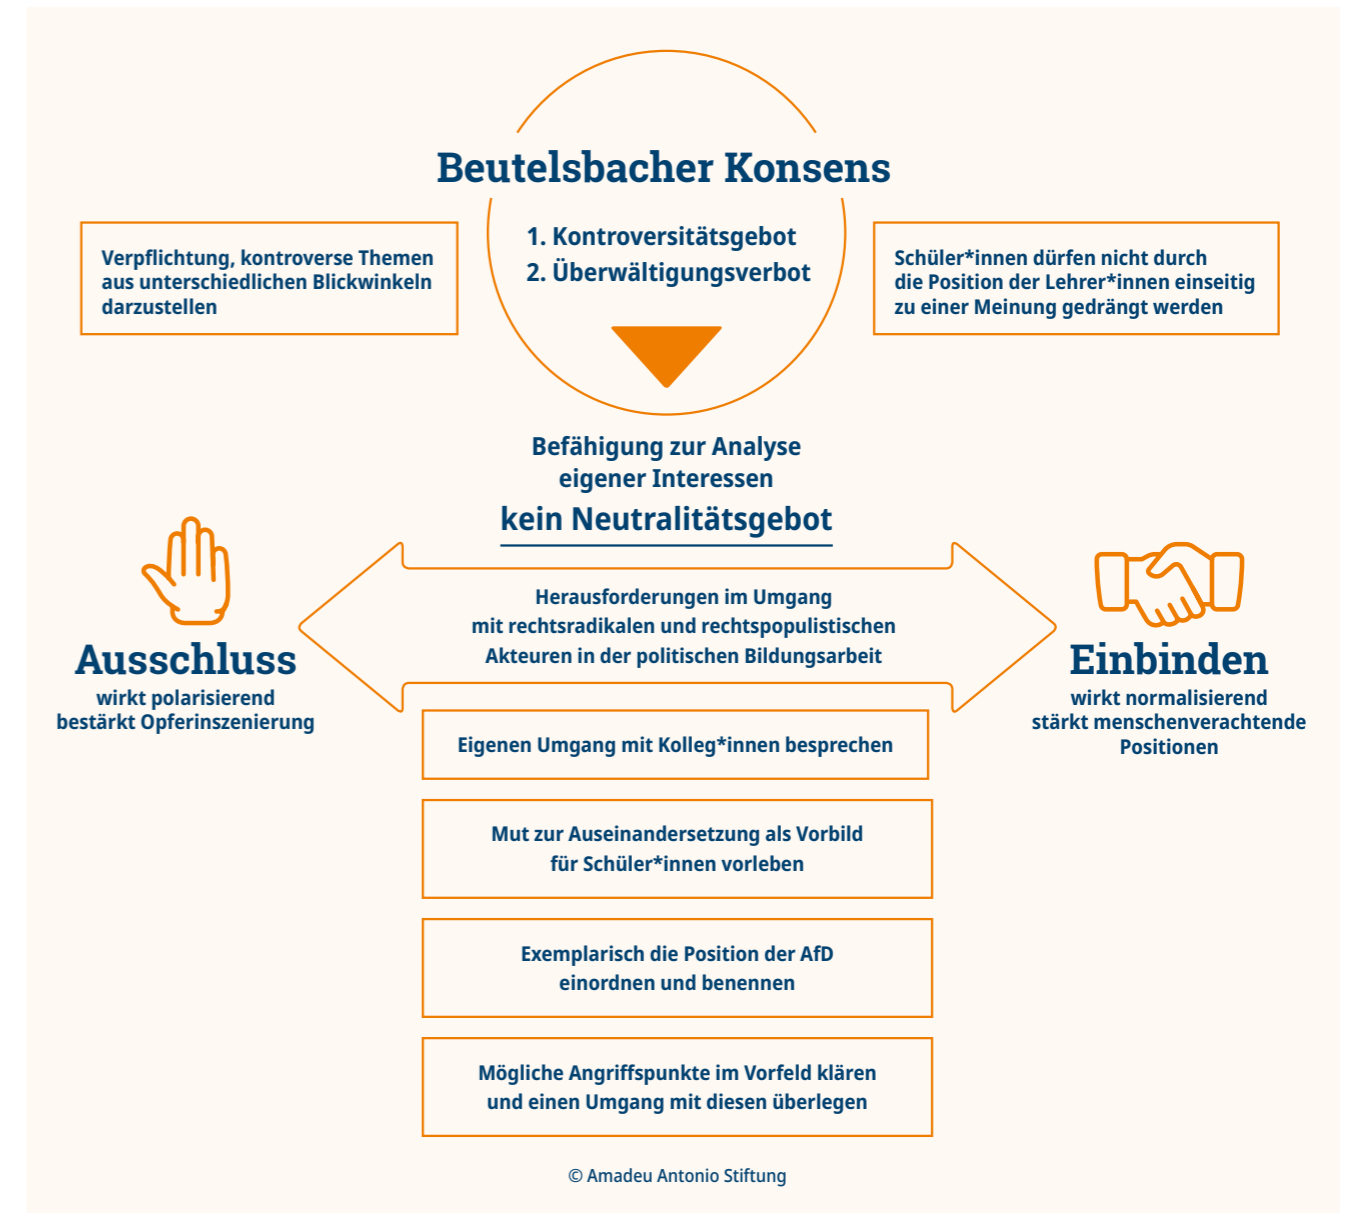 Beutelsbacher Konsens
1. Kontroversitätsgebot
2. Überwältigungsverbot
Verpflichtung, kontroverse Themen
aus unterschiedlichen Blickwinkeln
darzustellen
Schüler*innen dürfen nicht durch
die Position der Lehrer*innen einseitig
zu einer Meinung gedrängt werden
Befähigung zur Analyse
eigener Interessen
kein Neutralitätsgebot
Herausforderungen im Umgang
mit rechtsradikalen und rechtspopulistischen
Akteuren in der politischen Bildungsarbeit
Ausschluss
wirkt polarisierend
bestärkt Opferinszenierung
Einbinden
wirkt normalisierend
stärkt menschenverachtende
Positionen
Eigenen Umgang mit Kolleg*innen besprechen
Mut zur Auseinandersetzung als Vorbild
für Schüler*innen vorleben
Exemplarisch die Position der AfD
einordnen und benennen
Mögliche Angriffspunkte im Vorfeld klären
und einen Umgang mit diesen überlegen
© Amadeu Antonio Stiftung